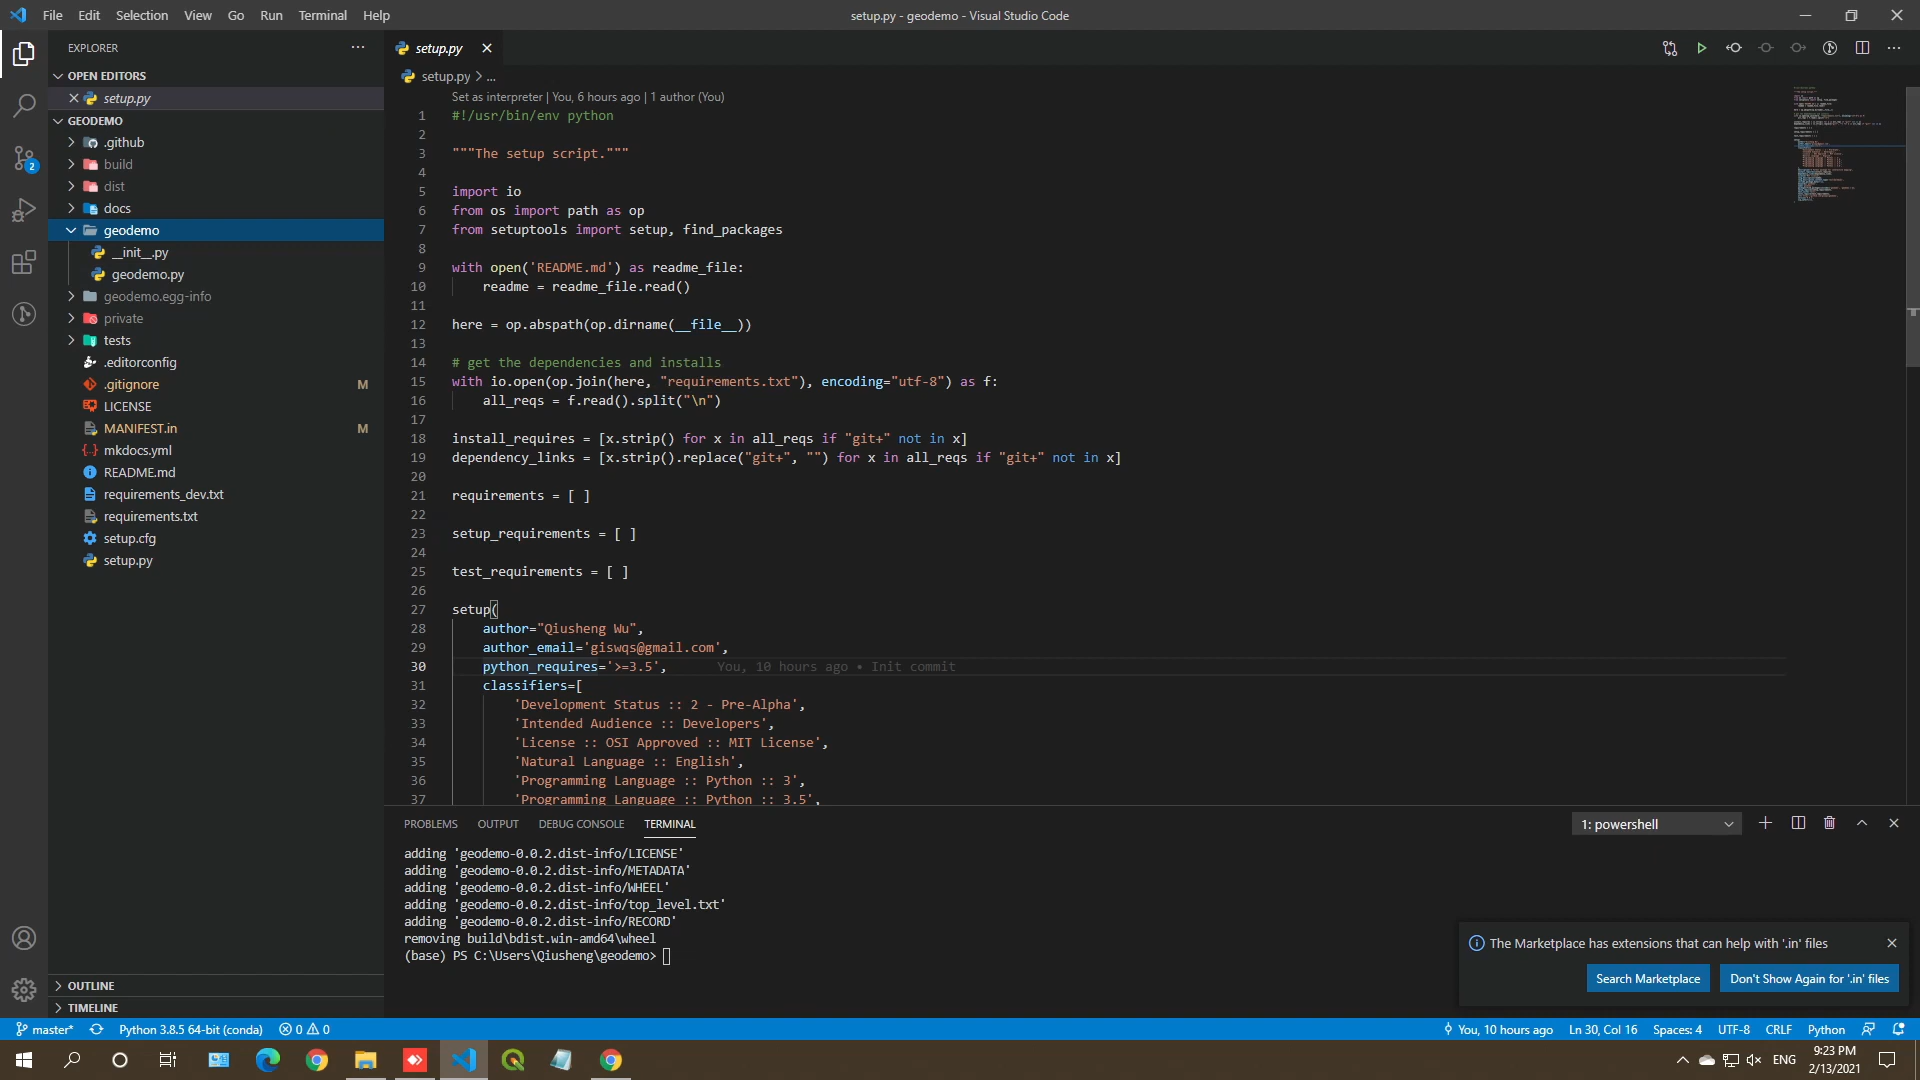 File Edit Selection View Go Run Terminal Help
setup.py - geodemo - Visual Studio Code
EXPLORER
OPEN EDITORS
setup.py
GEODEMO
.github
build
dist
docs
geodemo
__init__.py
geodemo.py
geodemo.egg-info
private
tests
.editorconfig
.gitignore M
LICENSE
MANIFEST.in M
mkdocs.yml
README.md
requirements_dev.txt
requirements.txt
setup.cfg
setup.py
OUTLINE
TIMELINE
2
setup.py
setup.py > ...
Set as interpreter | You, 6 hours ago | 1 author (You)
1 #!/usr/bin/env python
2
3 """The setup script."""
4
5 import io
6 from os import path as op
7 from setuptools import setup, find_packages
8
9 with open('README.md') as readme_file:
10 readme = readme_file.read()
11
12 here = op.abspath(op.dirname(__file__))
13
14 # get the dependencies and installs
15 with io.open(op.join(here, "requirements.txt"), encoding="utf-8") as f:
16 all_reqs = f.read().split("\n")
17
18 install_requires = [x.strip() for x in all_reqs if "git+" not in x]
19 dependency_links = [x.strip().replace("git+", "") for x in all_reqs if "git+" not in x]
20
21 requirements = [ ]
22
23 setup_requirements = [ ]
24
25 test_requirements = [ ]
26
27 setup(
28 author="Qiusheng Wu",
29 author_email='giswqs@gmail.com',
30 python_requires='>=3.5', You, 10 hours ago • Init commit
31 classifiers=[
32 'Development Status :: 2 - Pre-Alpha',
33 'Intended Audience :: Developers',
34 'License :: OSI Approved :: MIT License',
35 'Natural Language :: English',
36 'Programming Language :: Python :: 3',
37 'Programming Language :: Python :: 3.5',
PROBLEMS OUTPUT DEBUG CONSOLE TERMINAL
1: powershell
adding 'geodemo-0.0.2.dist-info/LICENSE'
adding 'geodemo-0.0.2.dist-info/METADATA'
adding 'geodemo-0.0.2.dist-info/WHEEL'
adding 'geodemo-0.0.2.dist-info/top_level.txt'
adding 'geodemo-0.0.2.dist-info/RECORD'
removing build\bdist.win-amd64\wheel
(base) PS C:\Users\Qiusheng\geodemo>
The Marketplace has extensions that can help with '.in' files
Search Marketplace Don't Show Again for '.in' files
master* Python 3.8.5 64-bit (conda) 0 0
You, 10 hours ago Ln 30, Col 16 Spaces: 4 UTF-8 CRLF Python
ENG
9:23 PM
2/13/2021